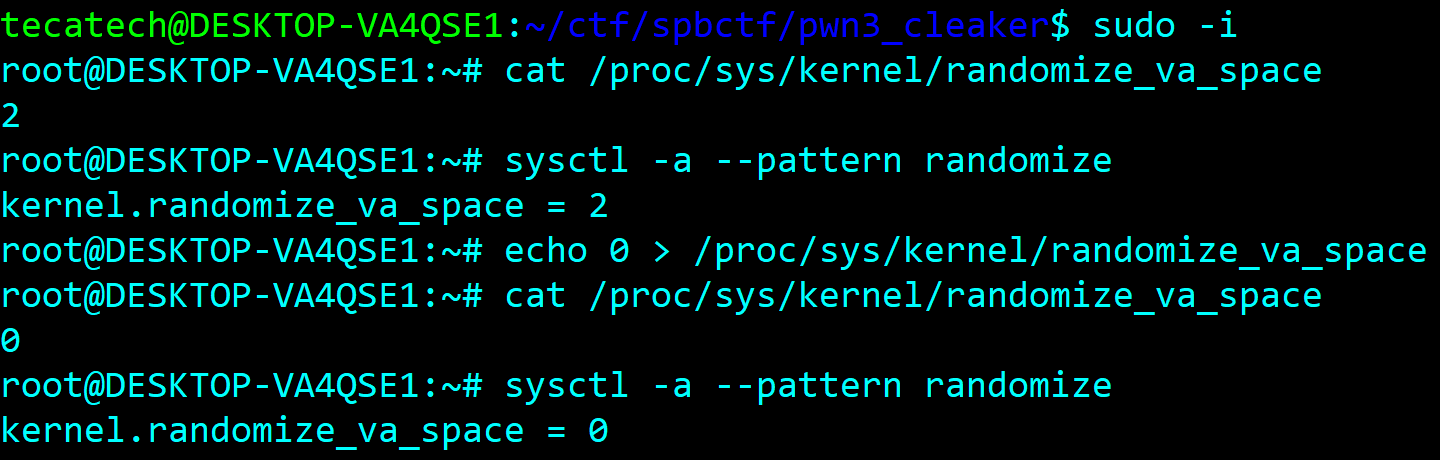 tecatech@DESKTOP-VA4QSE1:~/ctf/spbctf/pwn3_cleaker$ sudo -i
root@DESKTOP-VA4QSE1:~# cat /proc/sys/kernel/randomize_va_space
2
root@DESKTOP-VA4QSE1:~# sysctl -a --pattern randomize
kernel.randomize_va_space = 2
root@DESKTOP-VA4QSE1:~# echo 0 > /proc/sys/kernel/randomize_va_space
root@DESKTOP-VA4QSE1:~# cat /proc/sys/kernel/randomize_va_space
0
root@DESKTOP-VA4QSE1:~# sysctl -a --pattern randomize
kernel.randomize_va_space = 0